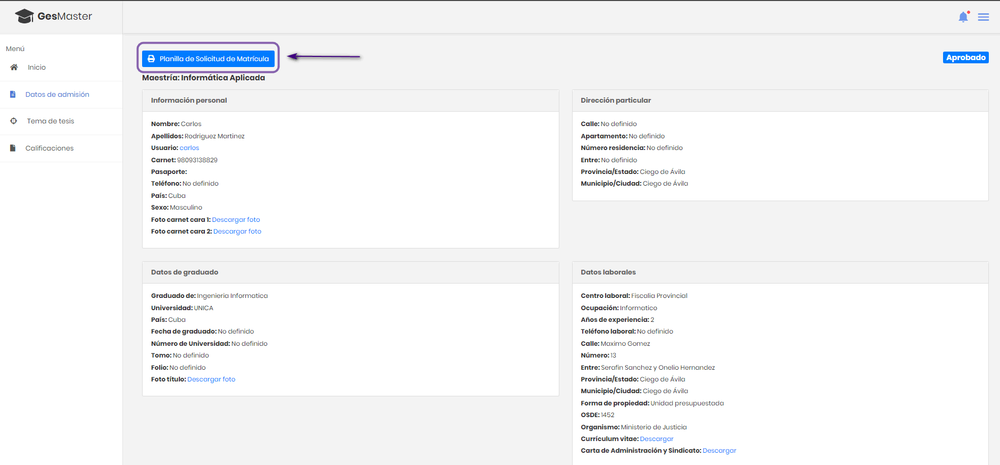 GesMaster
Menú
Inicio
Datos de admisión
Tema de tesis
Calificaciones
Planilla de Solicitud de Matrícula
Aprobado
Maestría: Informática Aplicada
Información personal
Nombre: Carlos
Apellidos: Rodriguez Martinez
Usuario: carlos
Carnet: 98093138829
Pasaporte:
Teléfono: No definido
País: Cuba
Sexo: Masculino
Foto carnet cara 1: Descargar foto
Foto carnet cara 2: Descargar foto
Dirección particular
Calle: No definido
Apartamento: No definido
Número residencia: No definido
Entre: No definido
Provincia/Estado: Ciego de Ávila
Municipio/Ciudad: Ciego de Ávila
Datos de graduado
Graduado de: Ingenieria Informatica
Universidad: UNICA
País: Cuba
Fecha de graduado: No definido
Número de Universidad: No definido
Tomo: No definido
Folio: No definido
Foto título: Descargar foto
Datos laborales
Centro laboral: Fiscalia Provincial
Ocupación: Informatico
Años de experiencia: 2
Teléfono laboral: No definido
Calle: Maximo Gomez
Número: 13
Entre: Serafin Sanchez y Onelio Hernandez
Provincia/Estado: Ciego de Ávila
Municipio/Ciudad: Ciego de Ávila
Forma de propiedad: Unidad presupuestada
OSDE: 1452
Organismo: Ministerio de Justicia
Currículum vitae: Descargar
Carta de Administración y Sindicato: Descargar